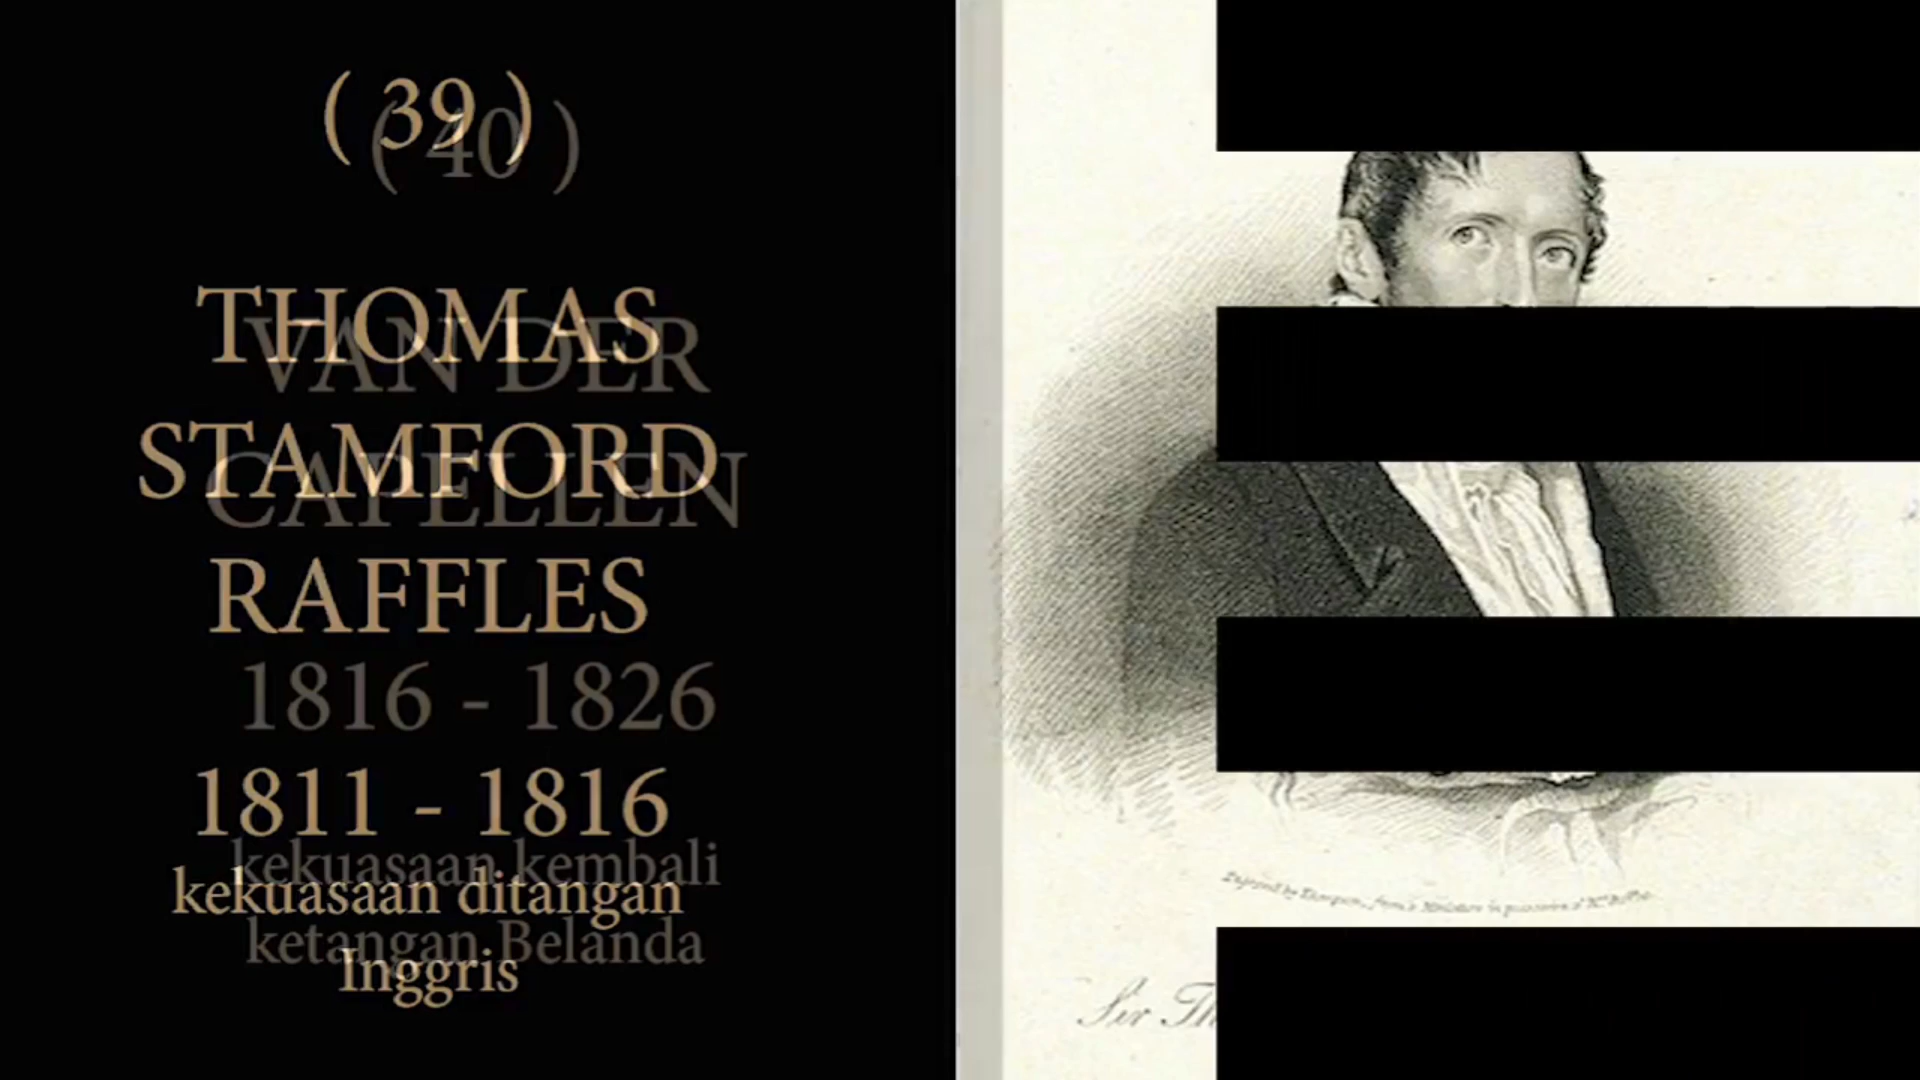 ( 39 )
THOMAS
STAMFORD
RAFFLES
1811 - 1816
kekuasaan ditangan
Inggris
( 40 )
VAN DER
CAPELLEN
1816 - 1826
kekuasaan kembali
ketangan Belanda
Sir Th